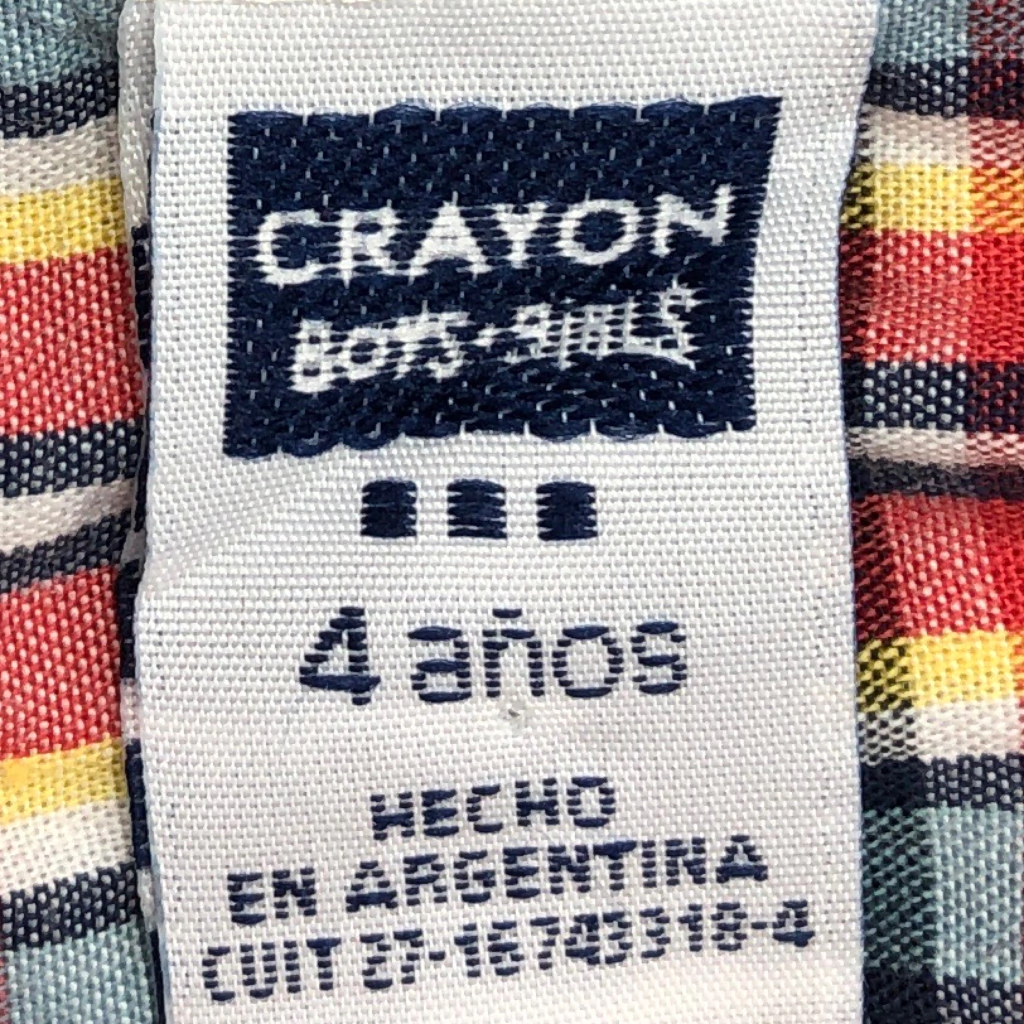 CRAYON
BOYS • GIRLS
4 años
HECHO
EN ARGENTINA
CUIT 27-16743318-4